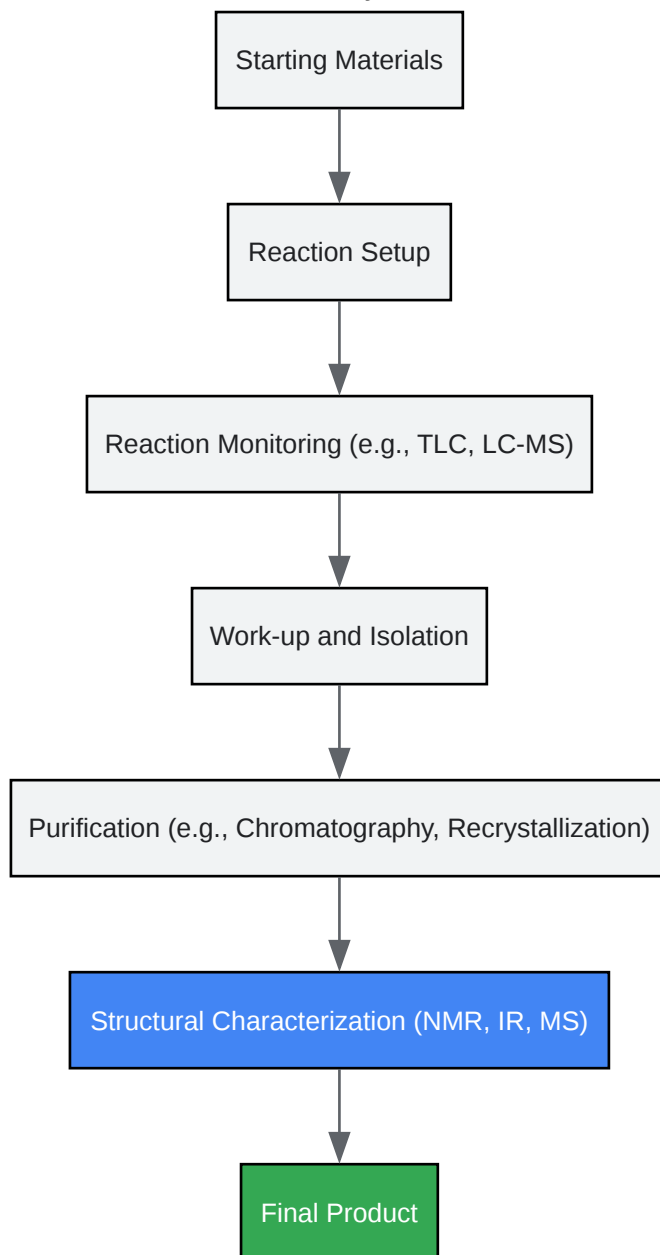 Starting Materials
Reaction Setup
Reaction Monitoring (e.g., TLC, LC-MS)
Work-up and Isolation
Purification (e.g., Chromatography, Recrystallization)
Structural Characterization (NMR, IR, MS)
Final Product